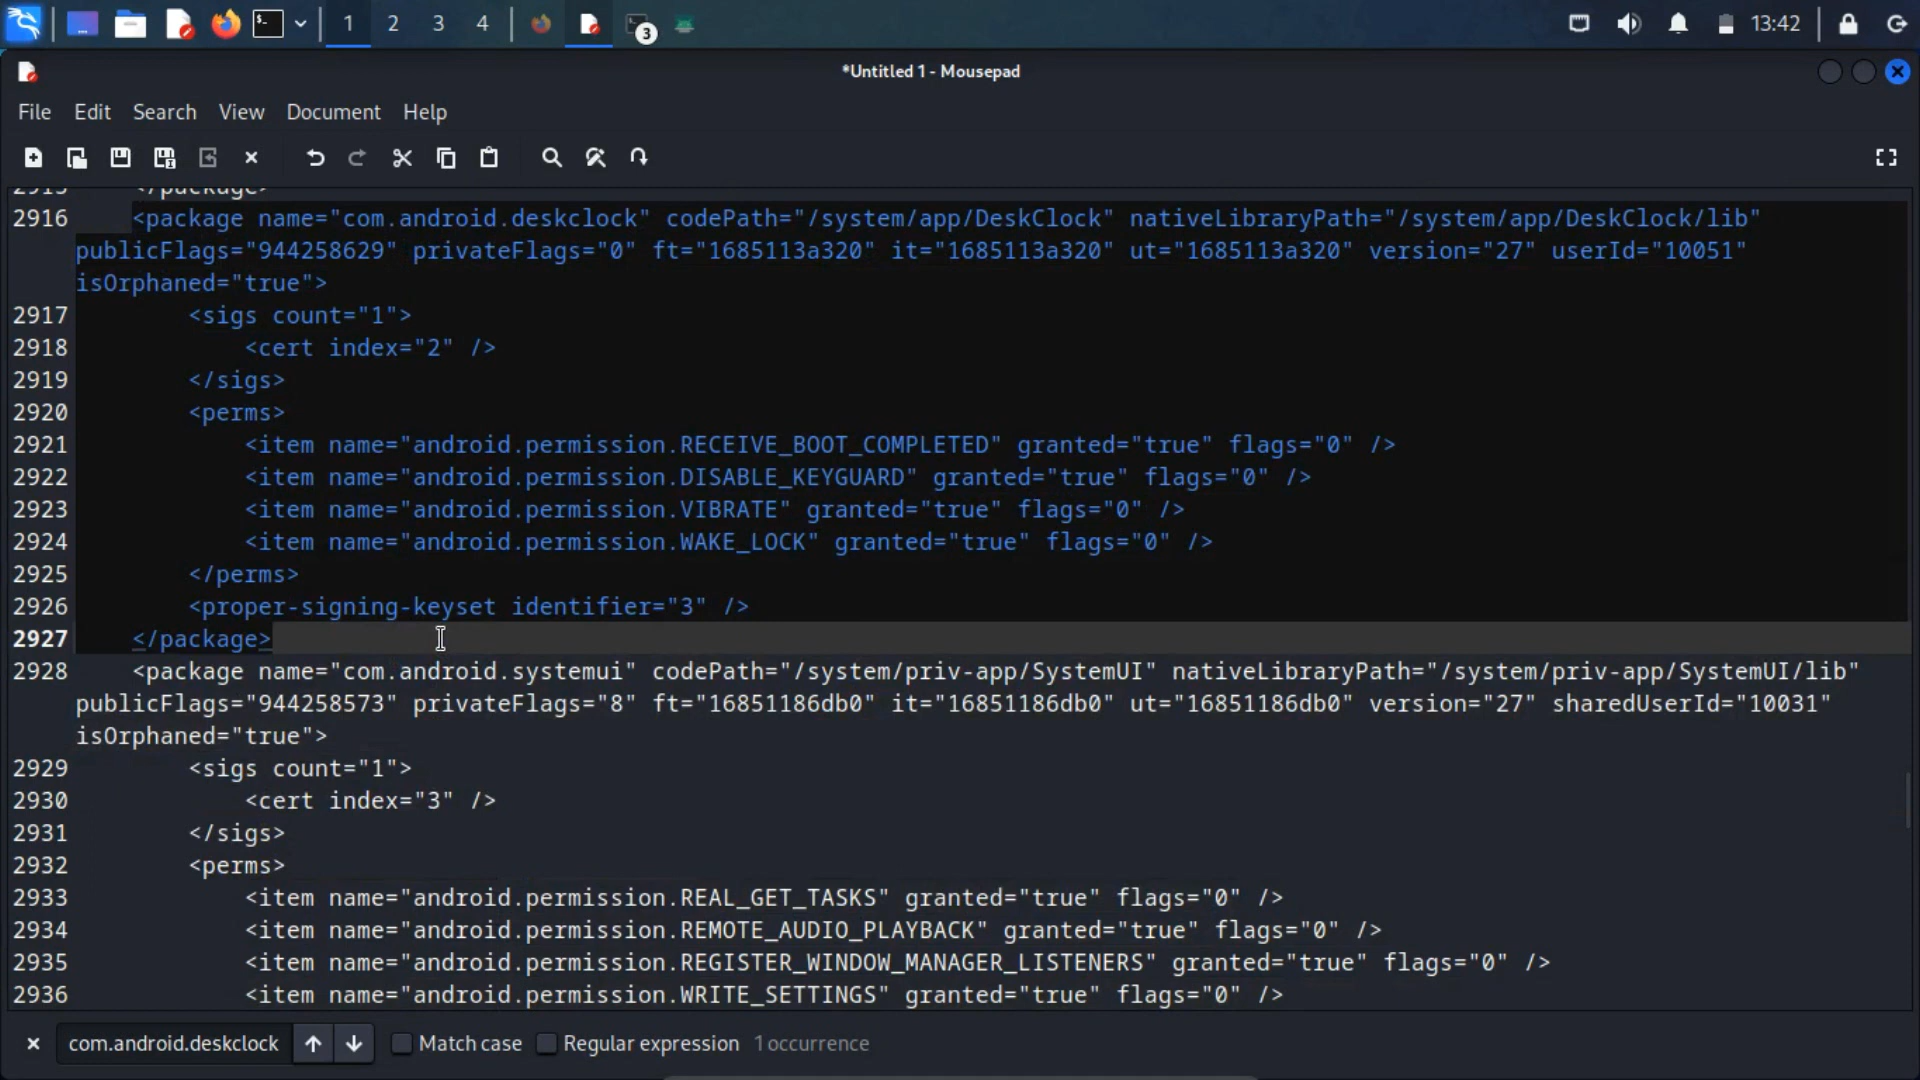 1 2 3 4 3 13:42
*Untitled 1 - Mousepad
File Edit Search View Document Help
2915 </package>
2916 <package name="com.android.deskclock" codePath="/system/app/DeskClock" nativeLibraryPath="/system/app/DeskClock/lib"
publicFlags="944258629" privateFlags="0" ft="1685113a320" it="1685113a320" ut="1685113a320" version="27" userId="10051"
isOrphaned="true">
2917 <sigs count="1">
2918 <cert index="2" />
2919 </sigs>
2920 <perms>
2921 <item name="android.permission.RECEIVE_BOOT_COMPLETED" granted="true" flags="0" />
2922 <item name="android.permission.DISABLE_KEYGUARD" granted="true" flags="0" />
2923 <item name="android.permission.VIBRATE" granted="true" flags="0" />
2924 <item name="android.permission.WAKE_LOCK" granted="true" flags="0" />
2925 </perms>
2926 <proper-signing-keyset identifier="3" />
2927 </package>
2928 <package name="com.android.systemui" codePath="/system/priv-app/SystemUI" nativeLibraryPath="/system/priv-app/SystemUI/lib"
publicFlags="944258573" privateFlags="8" ft="16851186db0" it="16851186db0" ut="16851186db0" version="27" sharedUserId="10031"
isOrphaned="true">
2929 <sigs count="1">
2930 <cert index="3" />
2931 </sigs>
2932 <perms>
2933 <item name="android.permission.REAL_GET_TASKS" granted="true" flags="0" />
2934 <item name="android.permission.REMOTE_AUDIO_PLAYBACK" granted="true" flags="0" />
2935 <item name="android.permission.REGISTER_WINDOW_MANAGER_LISTENERS" granted="true" flags="0" />
2936 <item name="android.permission.WRITE_SETTINGS" granted="true" flags="0" />
com.android.deskclock Match case Regular expression 1 occurrence